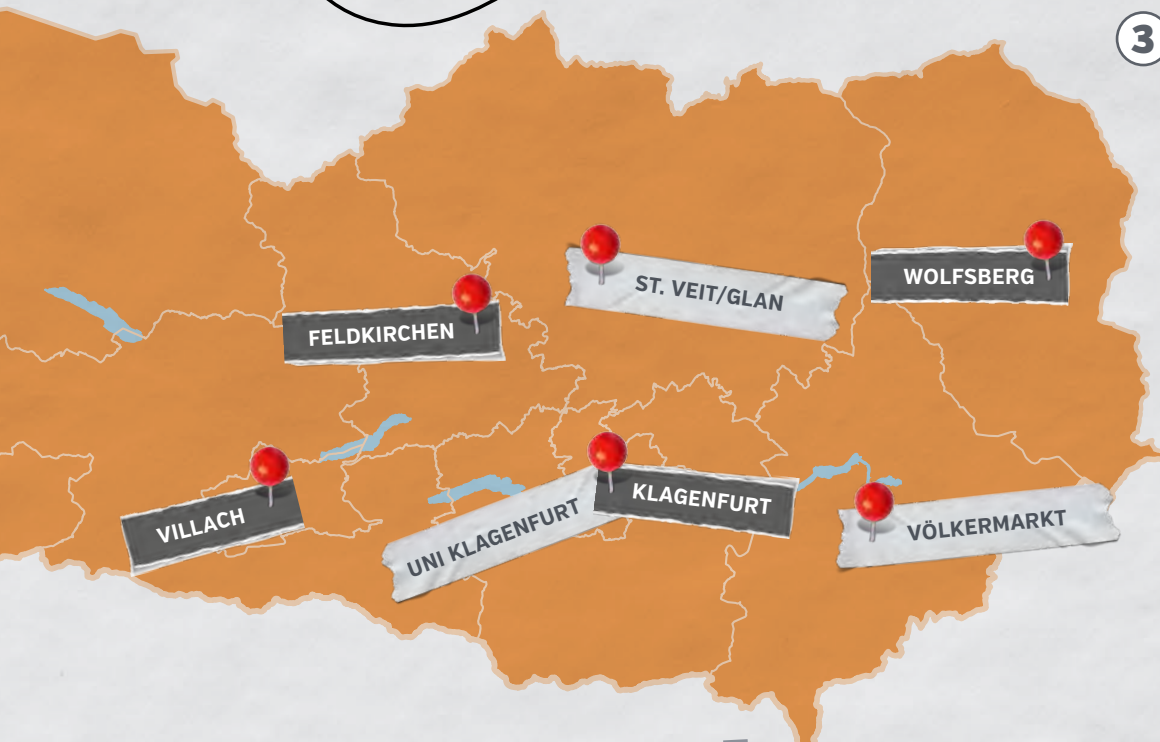 3
ST. VEIT/GLAN
WOLFSBERG
FELDKIRCHEN
VILLACH
UNI KLAGENFURT
KLAGENFURT
VÖLKERMARKT